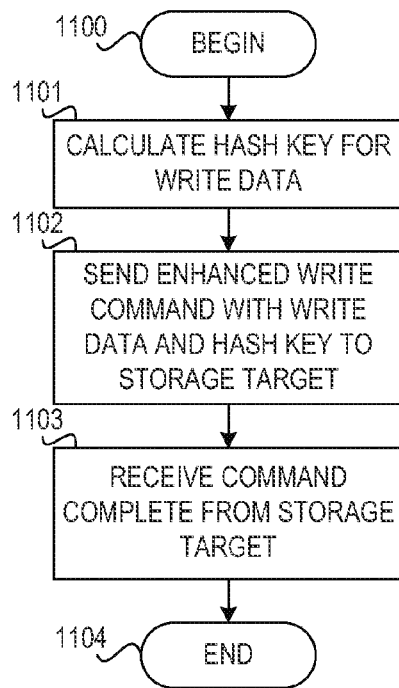 1100
BEGIN
1101
CALCULATE HASH KEY FOR
WRITE DATA
1102
SEND ENHANCED WRITE
COMMAND WITH WRITE
DATA AND HASH KEY TO
STORAGE TARGET
1103
RECEIVE COMMAND
COMPLETE FROM STORAGE
TARGET
1104
END